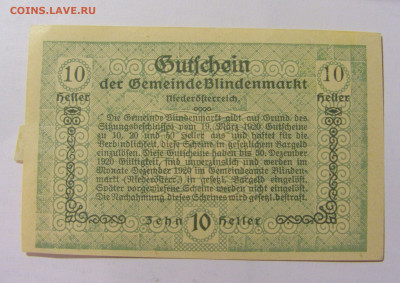 COINS.LAVE.RU
Gutschein
der Gemeinde Blindenmarkt
Niederösterreich.
10
Heller
10
Heller
Die Gemeinde Blindenmarkt gibt auf Grund des
Sitzungsbeschlusses vom 19. März 1920 Gutscheine
zu 10, 20 und 50 Heller aus und haftet für die
Verbindlichkeit, diese Scheine in gesetzlichem Bargeld
einzulösen. Diese Gutscheine haben bis 30. Dezember
1920 Gültigkeit, sind unverzinslich und werden im
Monate Dezember 1920 im Gemeindeamte Blinden-
markt (Niederösterr.) in gesetzl. Bargeld eingelöst.
Später vorgewiesene Scheine werden nicht eingelöst.
Die Nachahmung dieses Scheines wird gesetzl. bestraft.
Zehn 10 Heller